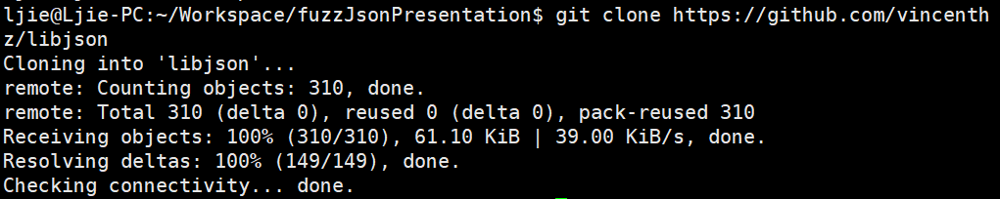 ljie@Ljie-PC:~/Workspace/fuzzJsonPresentation$ git clone https://github.com/vincenth
z/libjson
Cloning into 'libjson'...
remote: Counting objects: 310, done.
remote: Total 310 (delta 0), reused 0 (delta 0), pack-reused 310
Receiving objects: 100% (310/310), 61.10 KiB | 39.00 KiB/s, done.
Resolving deltas: 100% (149/149), done.
Checking connectivity... done.